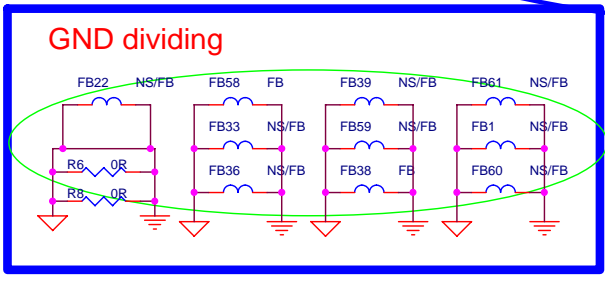 GND dividing
FB22 NS/FB FB58 FB FB39 NS/FB FB61 NS/FB
FB33 NS/FB FB59 NS/FB FB1 NS/FB
R6 0R FB36 NS/FB FB38 FB FB60 NS/FB
R8 0R